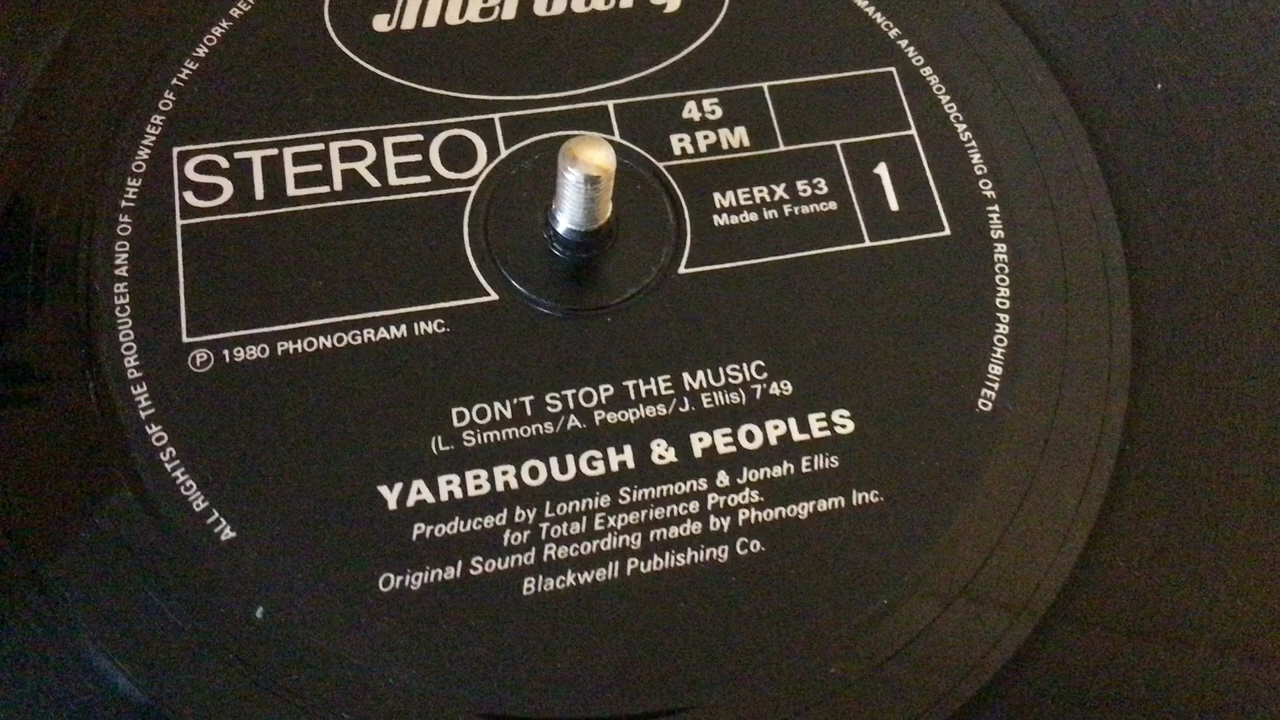 Mercury
STEREO
45
RPM
MERX 53
Made in France
1
Ⓟ 1980 PHONOGRAM INC.
DON'T STOP THE MUSIC
(L. Simmons/A. Peoples/J. Ellis) 7'49
YARBROUGH & PEOPLES
Produced by Lonnie Simmons & Jonah Ellis
for Total Experience Prods.
Original Sound Recording made by Phonogram Inc.
Blackwell Publishing Co.
ALL RIGHTS OF THE PRODUCER AND OF THE OWNER OF THE WORK
AND BROADCASTING OF THIS RECORD PROHIBITED.